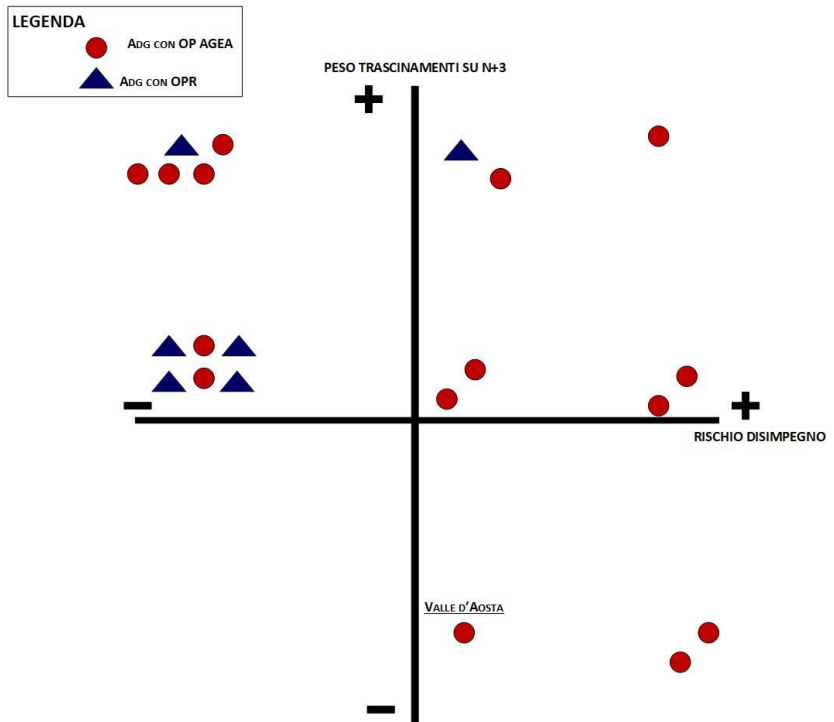 LEGENDA
ADG CON OP AGEA
ADG CON OPR
PESO TRASCINAMENTI SU N+3
+
−
+
RISCHIO DISIMPEGNO
VALLE D'AOSTA
−